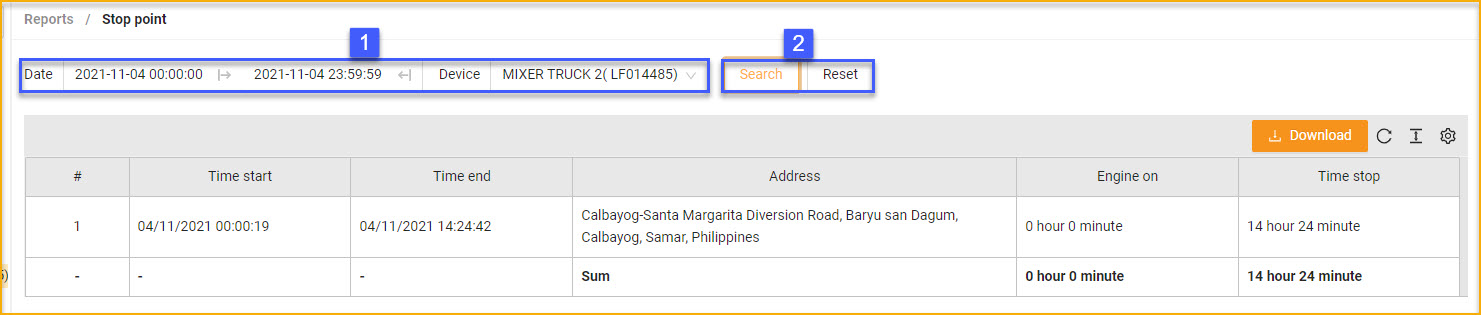 Reports / Stop point
1
2
Date 2021-11-04 00:00:00 2021-11-04 23:59:59 Device MIXER TRUCK 2( LF014485) Search Reset
Download
# Time start Time end Address Engine on Time stop
1 04/11/2021 00:00:19 04/11/2021 14:24:42 Calbayog-Santa Margarita Diversion Road, Baryu san Dagum,
Calbayog, Samar, Philippines 0 hour 0 minute 14 hour 24 minute
- - - Sum 0 hour 0 minute 14 hour 24 minute